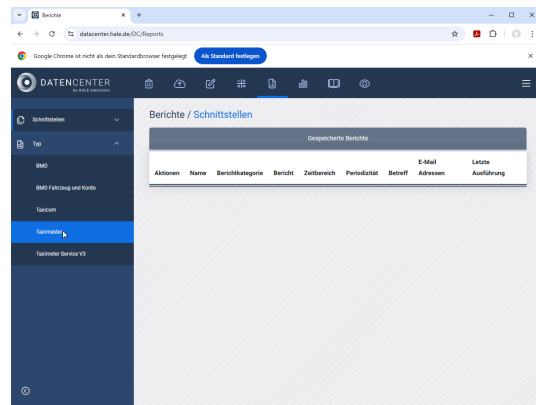 Berichte
datacenter.hale.de/DC/Reports
Google Chrome ist nicht als dein Standardbrowser festgelegt
Als Standard festlegen
DATENCENTER
by HALE electronic
Schnittstellen
Typ
BMD
BMD Fahrzeug und Konto
Taxicom
Taximaster
Taximeter Service V3
Berichte / Schnittstellen
Gespeicherte Berichte
Aktionen Name Berichtkategorie Bericht Zeitbereich Periodizität Betreff E-Mail Adressen Letzte Ausführung